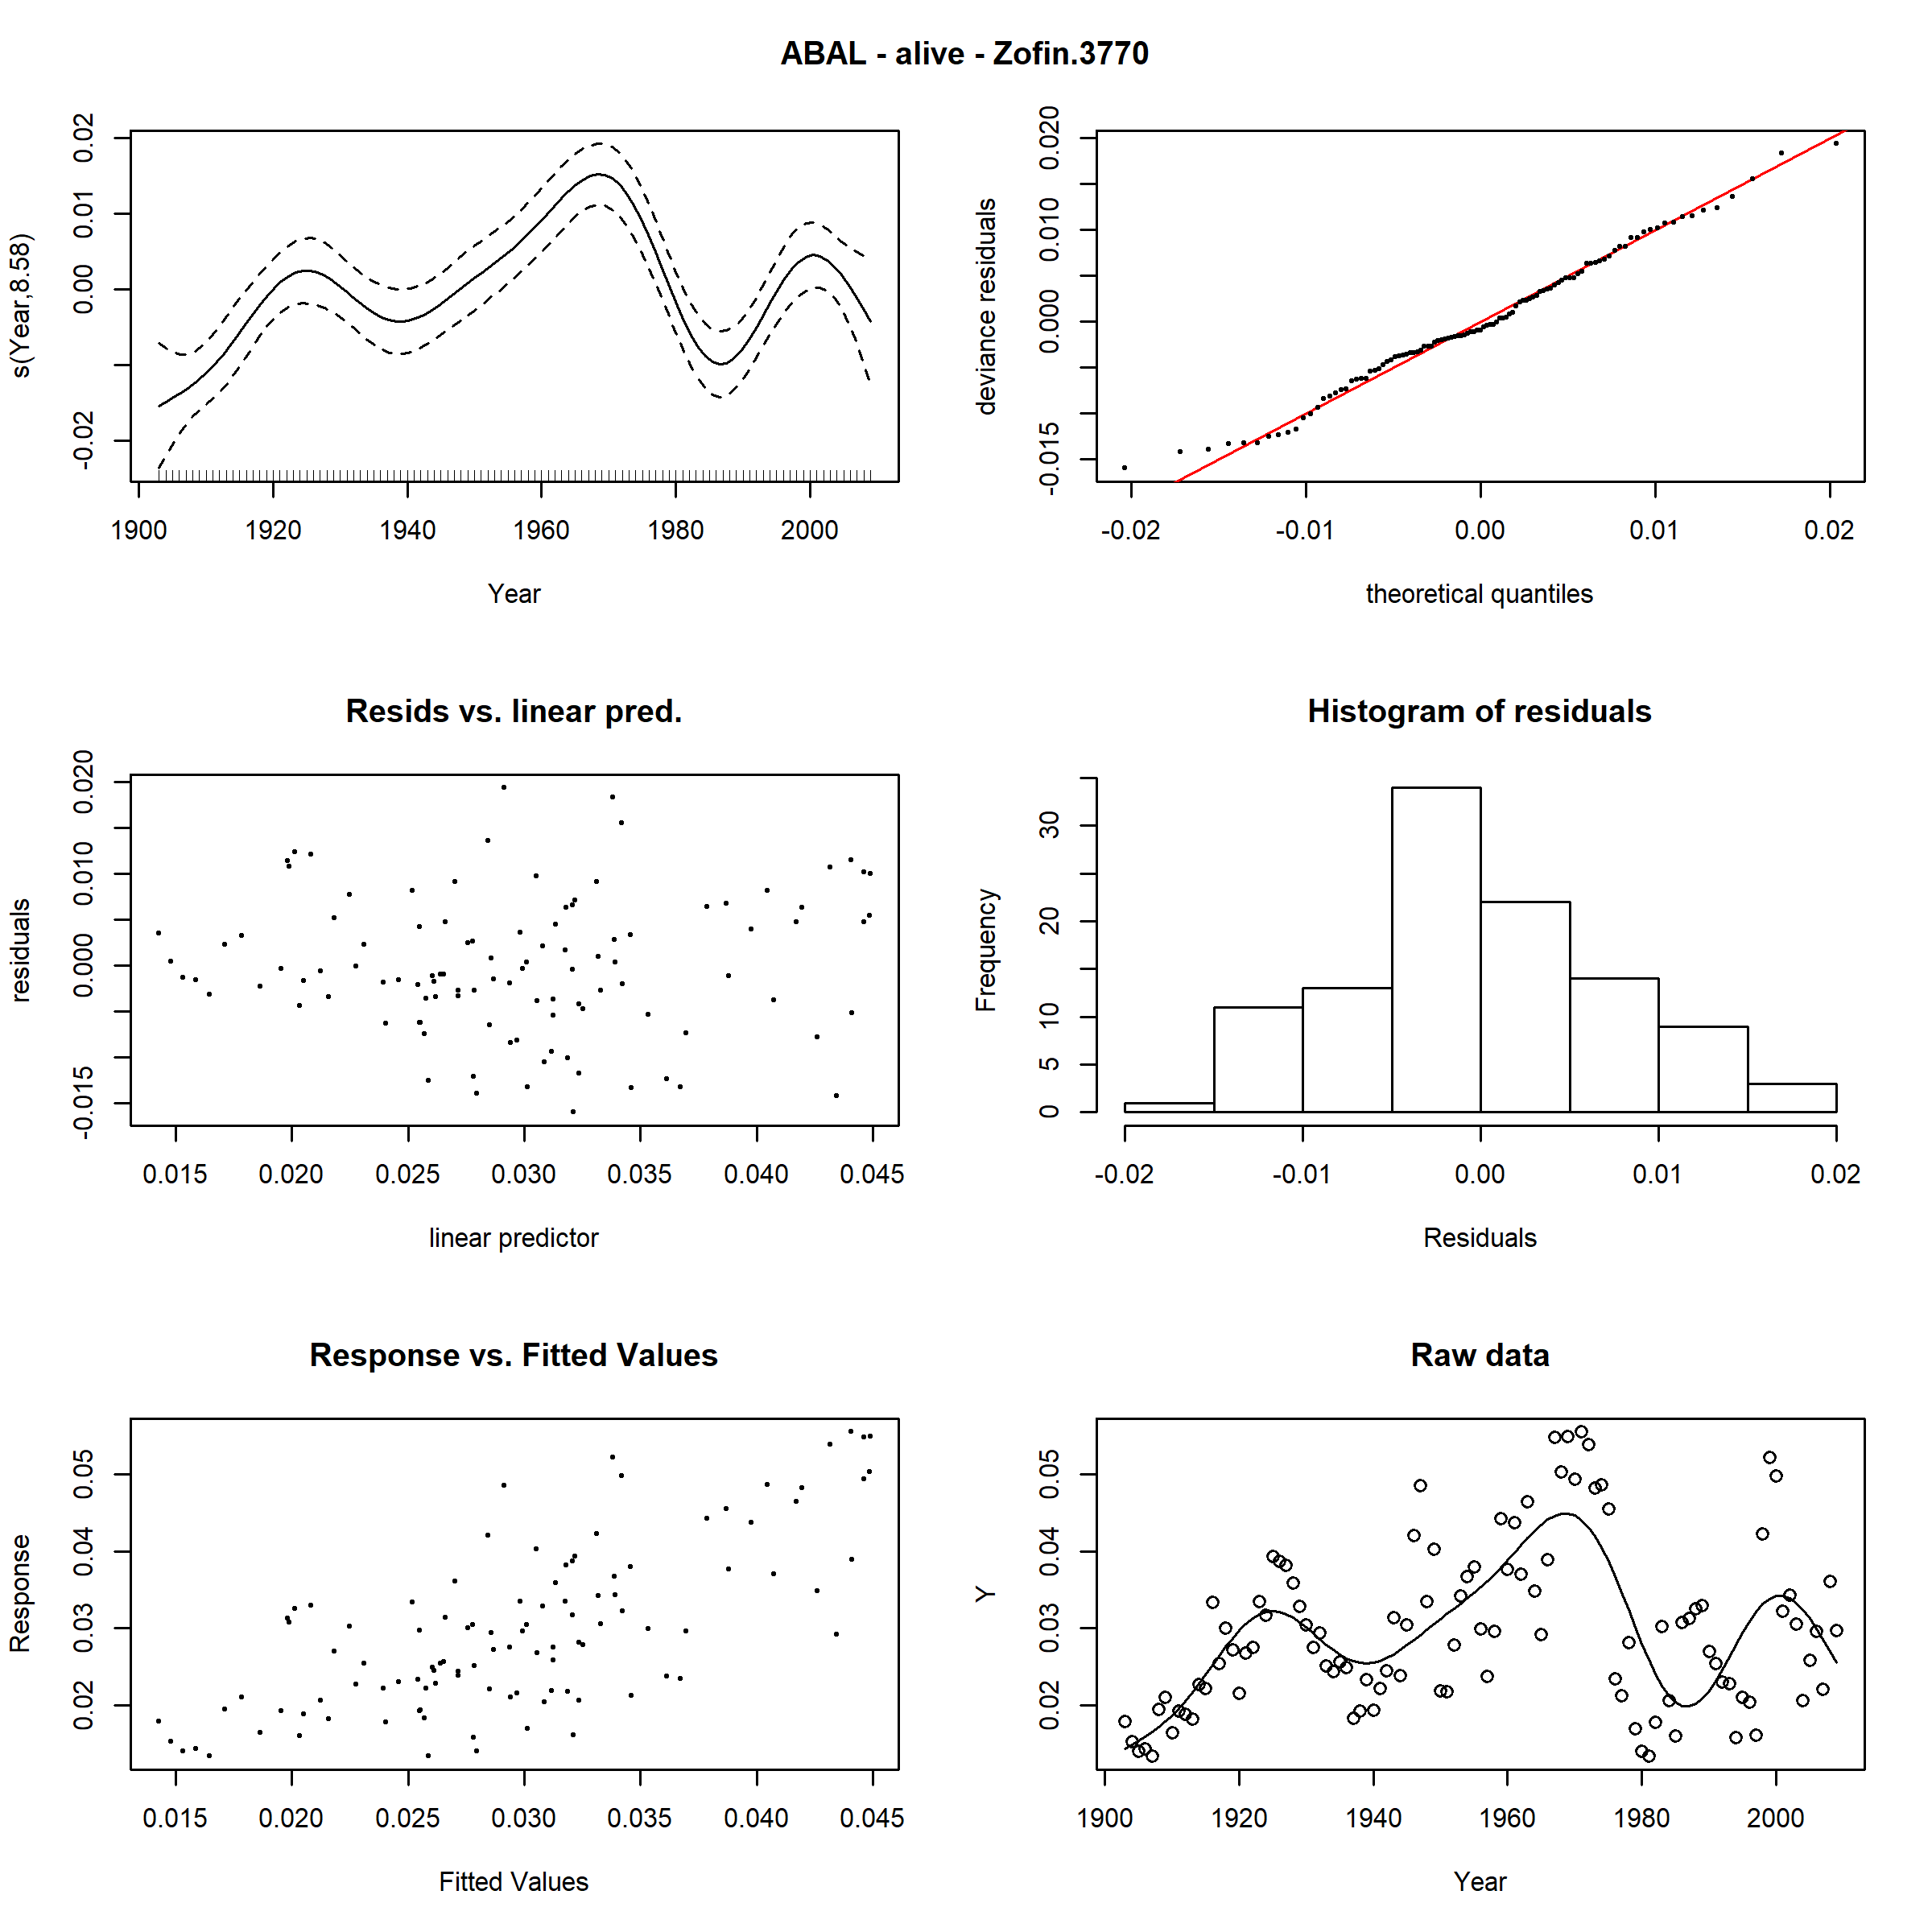 ABAL - alive - Zofin.3770
s(Year,8.58)
0.02
0.01
0.00
-0.02
1900 1920 1940 1960 1980 2000
Year
deviance residuals
0.020
0.010
0.000
-0.015
-0.02 -0.01 0.00 0.01 0.02
theoretical quantiles
Resids vs. linear pred.
residuals
0.020
0.010
0.000
-0.015
0.015 0.020 0.025 0.030 0.035 0.040 0.045
linear predictor
Histogram of residuals
Frequency
30
20
10
5
0
-0.02 -0.01 0.00 0.01 0.02
Residuals
Response vs. Fitted Values
Response
0.05
0.04
0.03
0.02
0.015 0.020 0.025 0.030 0.035 0.040 0.045
Fitted Values
Raw data
Y
0.05
0.04
0.03
0.02
1900 1920 1940 1960 1980 2000
Year